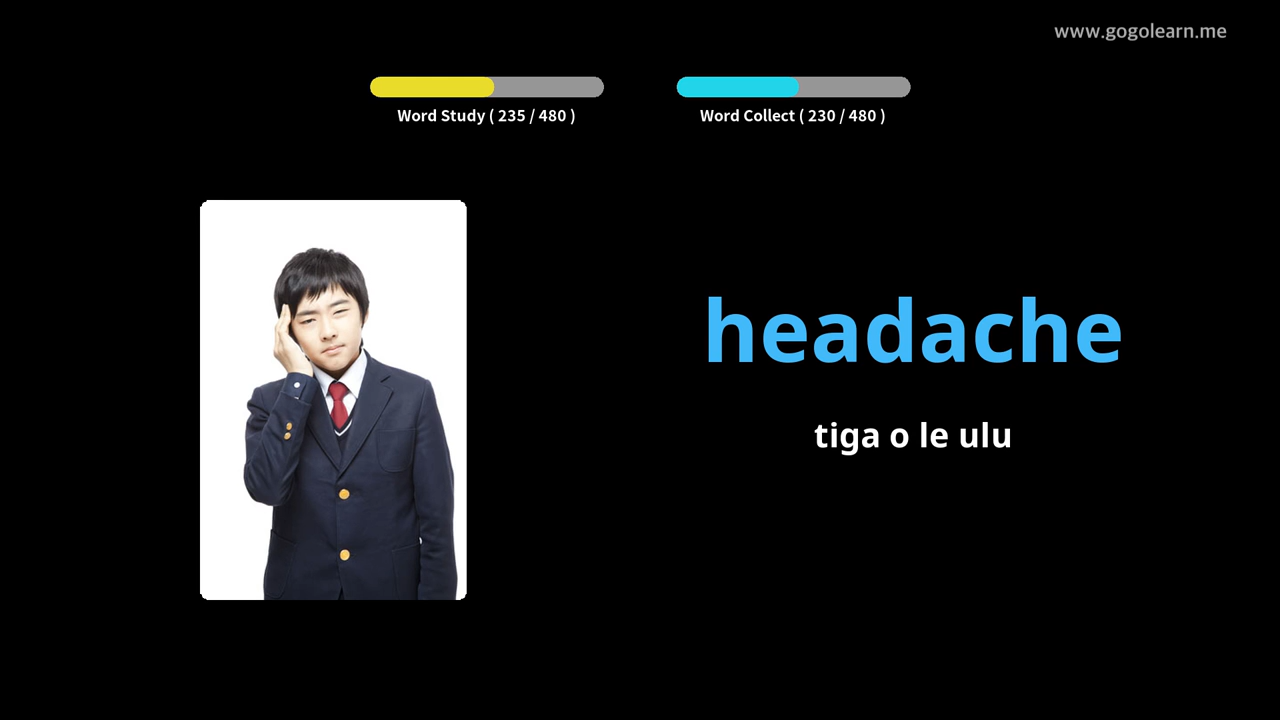 www.gogolearn.me
Word Study ( 235 / 480 )
Word Collect ( 230 / 480 )
headache
tiga o le ulu